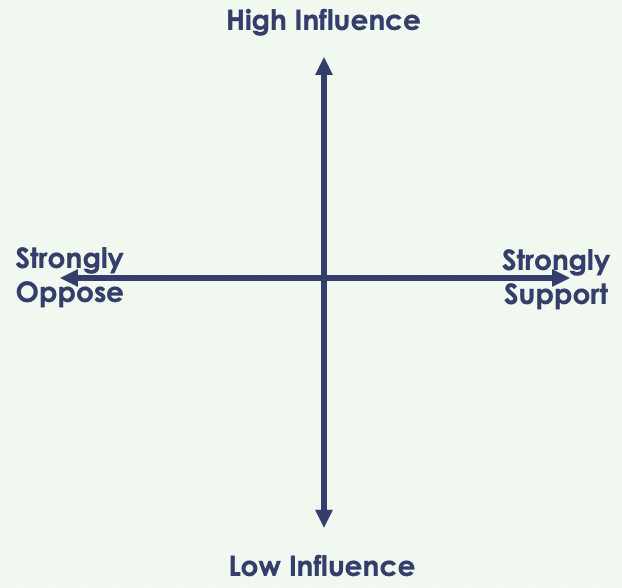 High Influence
Strongly
Oppose
Strongly
Support
Low Influence